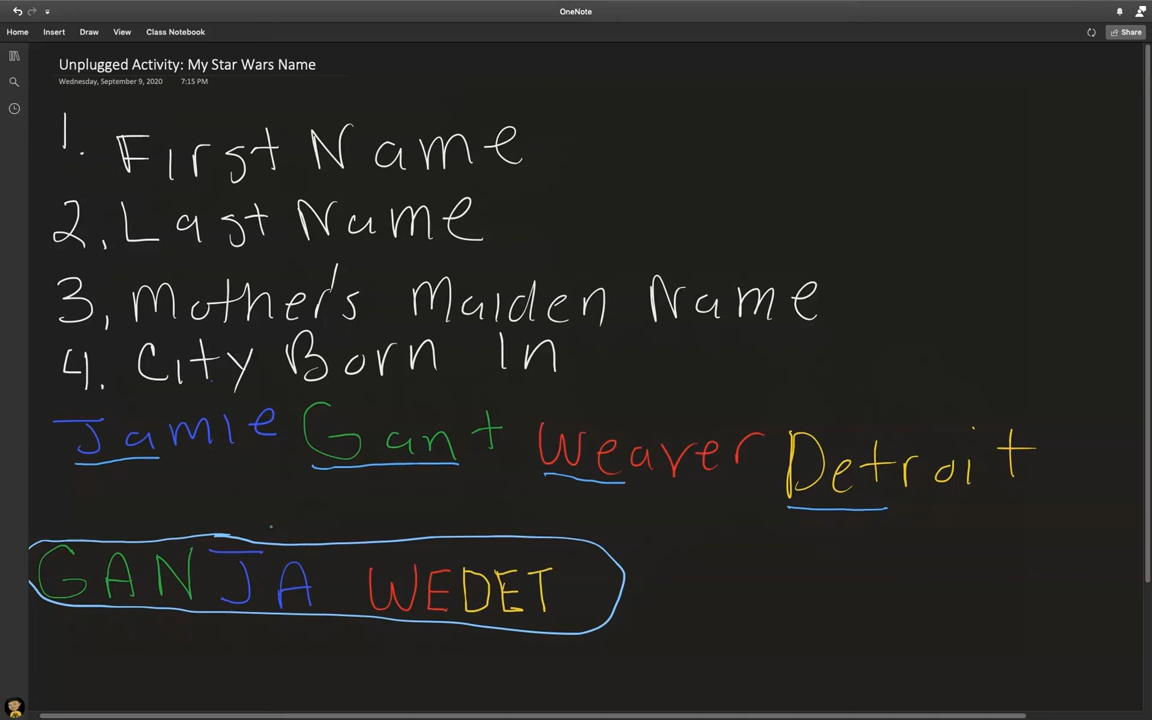 OneNote
Home Insert Draw View Class Notebook Share
Unplugged Activity: My Star Wars Name
Wednesday, September 9, 2020 7:15 PM
1. First Name
2. Last Name
3. Mother's Maiden Name
4. City Born In
Jamie Gant Weaver Detroit
GANJA WEDET